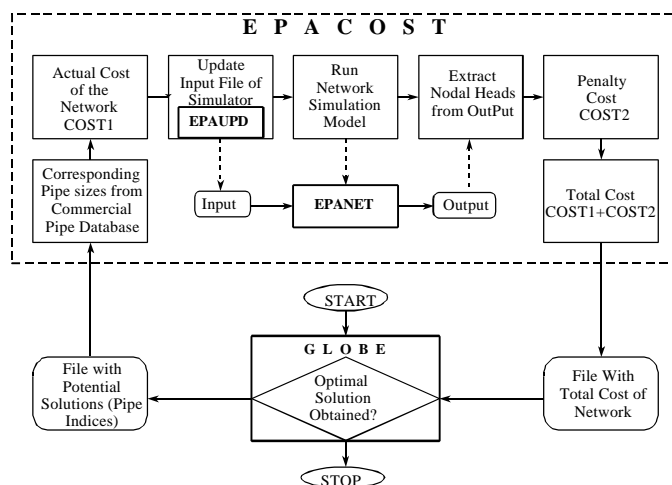 E P A C O S T
Actual Cost
of the
Network
COST1
Update
Input File of
Simulator
EPAUPD
Run
Network
Simulation
Model
Extract
Nodal Heads
from OutPut
Penalty
Cost
COST2
Corresponding
Pipe sizes from
Commercial
Pipe Database
Input
EPANET
Output
Total Cost
COST1+COST2
START
G L O B E
Optimal
Solution
Obtained?
File with
Potential
Solutions (Pipe
Indices)
File With
Total Cost of
Network
STOP